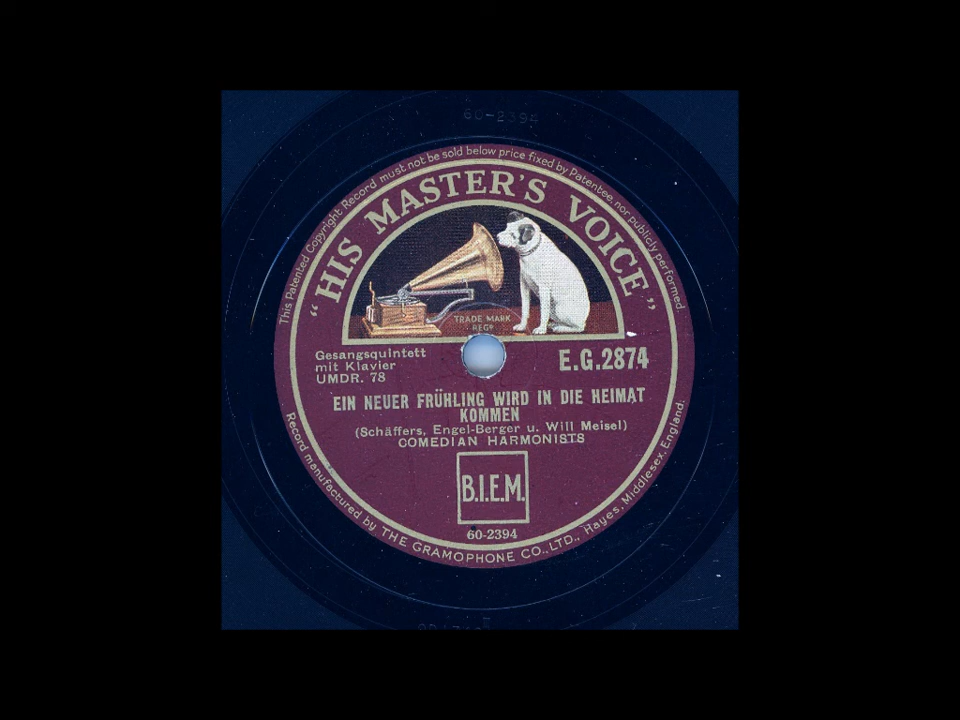 60-2394
This Patented Copyright Record must not be sold below price fixed by Patentee, nor publicly performed.
"HIS MASTER'S VOICE"
TRADE MARK
REGD
Gesangsquintett
mit Klavier
UMDR. 78
E.G.2874
EIN NEUER FRÜHLING WIRD IN DIE HEIMAT
KOMMEN
(Schäffers, Engel-Berger u. Will Meisel)
COMEDIAN HARMONISTS
B.I.E.M.
60-2394
Record manufactured by THE GRAMOPHONE CO., LTD., Hayes, Middlesex, England.